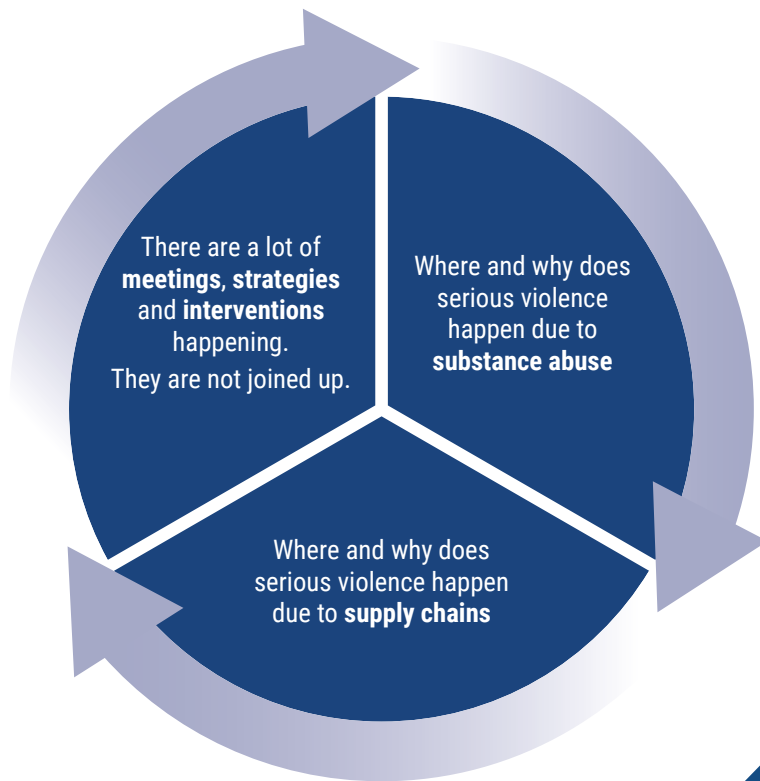 There are a lot of
meetings, strategies
and interventions
happening.
They are not joined up.
Where and why does
serious violence
happen due to
substance abuse
Where and why does
serious violence happen
due to supply chains